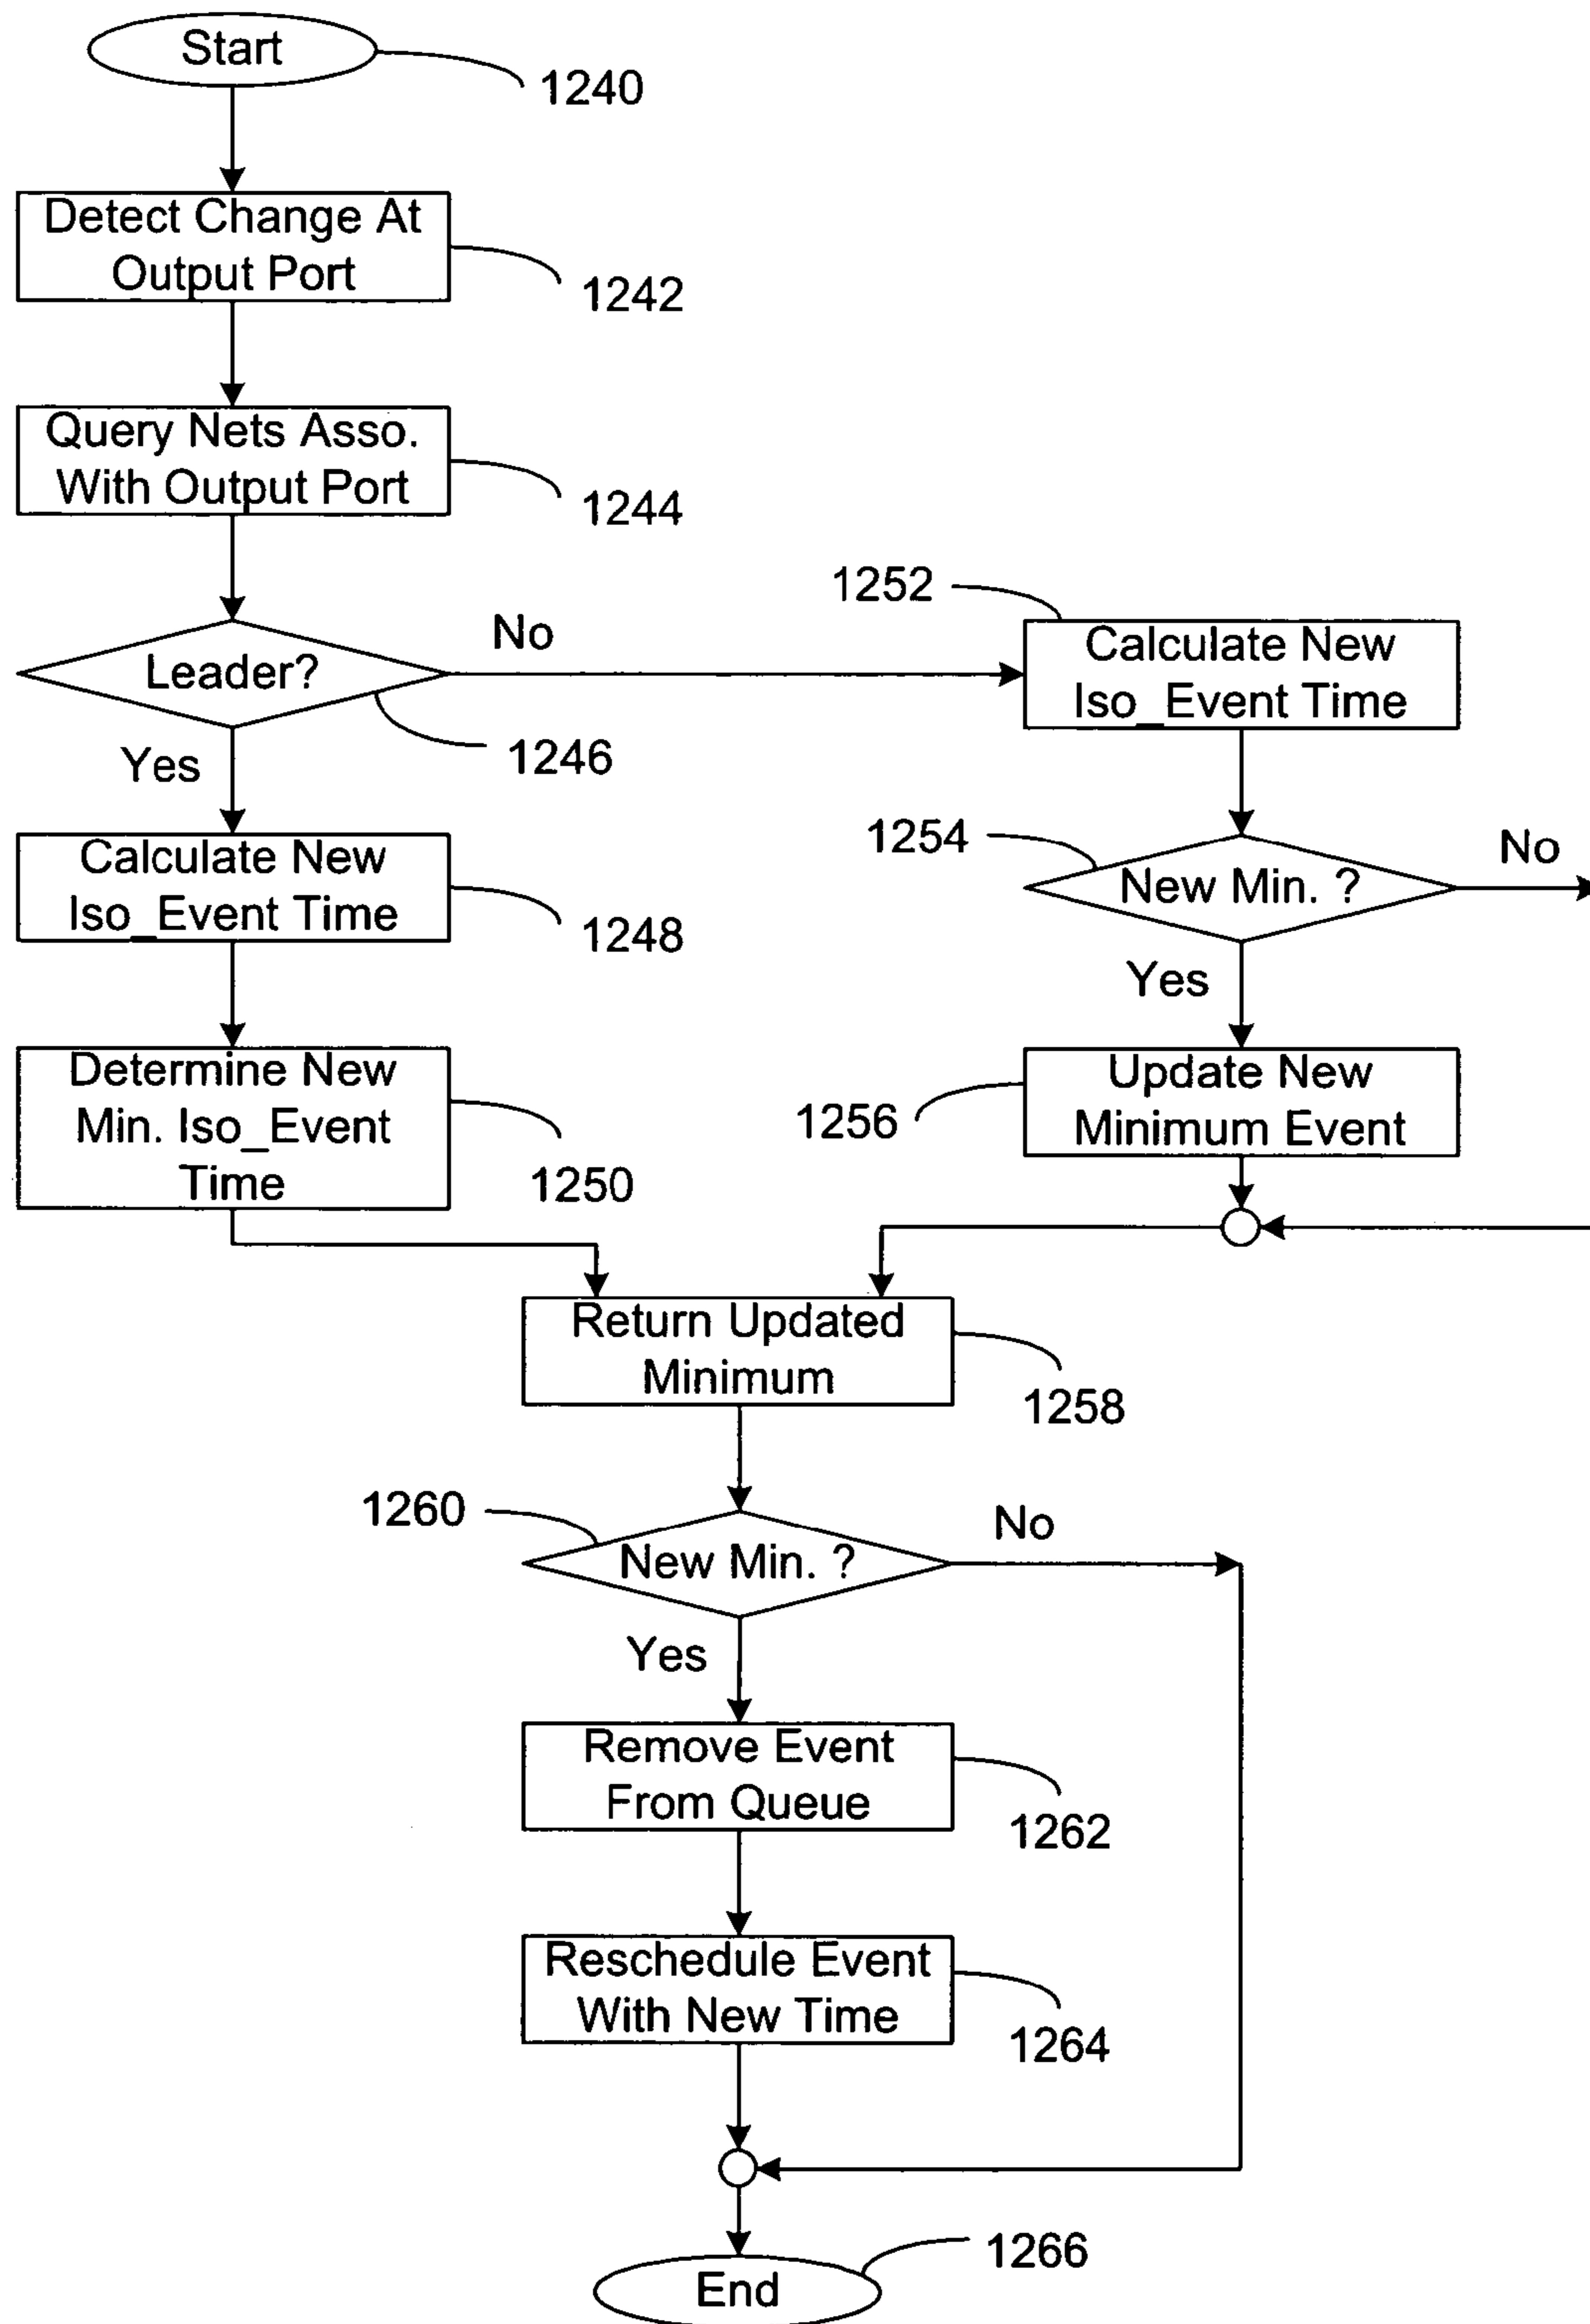 Start
1240
Detect Change At
Output Port
1242
Query Nets Asso.
With Output Port
1244
Leader?
No
Yes
1246
1252
Calculate New
Iso_Event Time
Calculate New
Iso_Event Time
1248
1254
New Min. ?
No
Yes
Determine New
Min. Iso_Event
Time
1250
1256
Update New
Minimum Event
Return Updated
Minimum
1258
1260
New Min. ?
No
Yes
Remove Event
From Queue
1262
Reschedule Event
With New Time
1264
1266
End